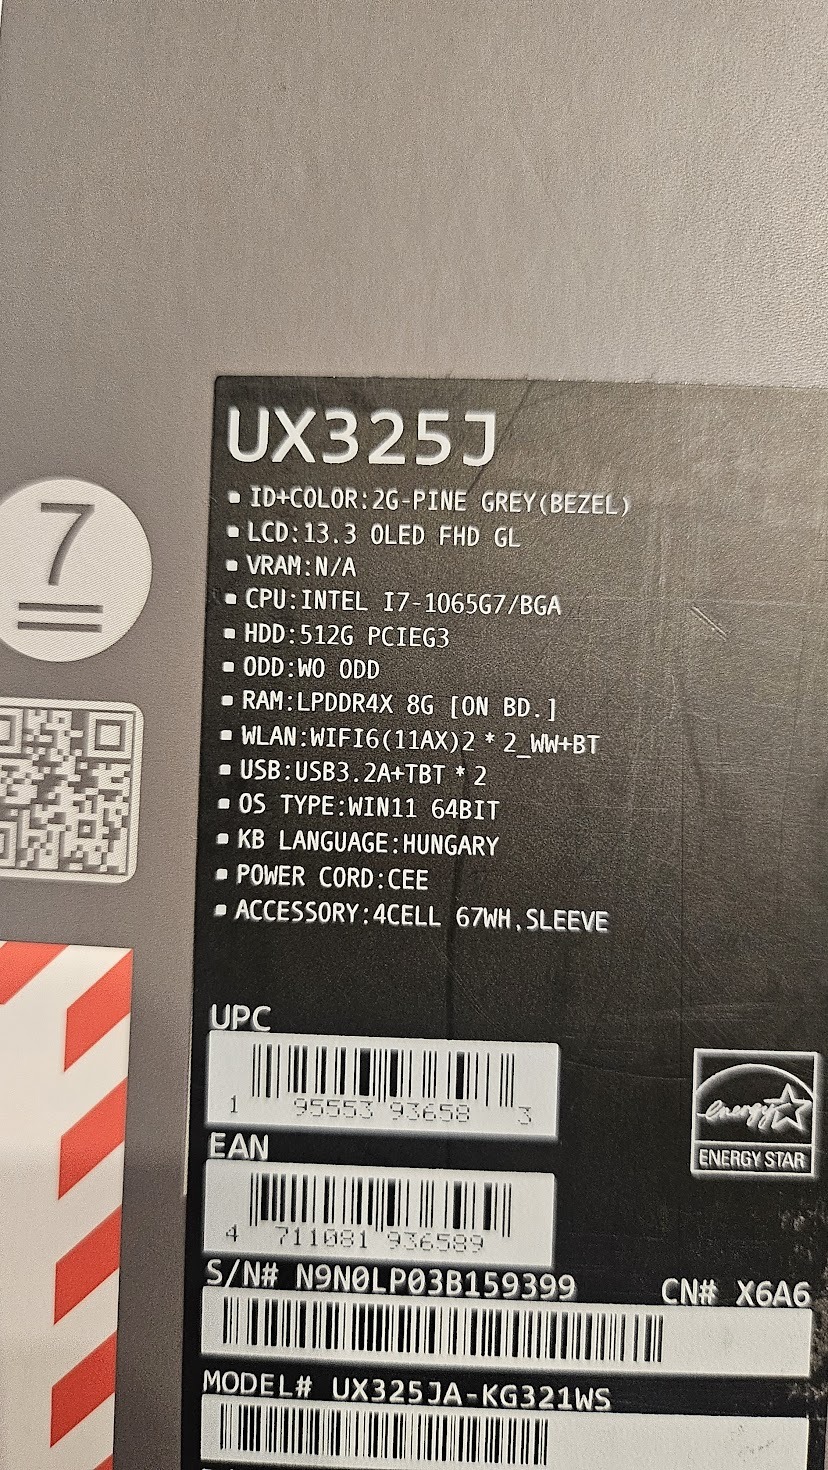 UX325J
▪ ID+COLOR:2G-PINE GREY(BEZEL)
▪ LCD:13.3 OLED FHD GL
▪ VRAM:N/A
▪ CPU:INTEL I7-1065G7/BGA
▪ HDD:512G PCIEG3
▪ ODD:WO ODD
▪ RAM:LPDDR4X 8G [ON BD.]
▪ WLAN:WIFI6(11AX)2*2_WW+BT
▪ USB:USB3.2A+TBT*2
▪ OS TYPE:WIN11 64BIT
▪ KB LANGUAGE:HUNGARY
▪ POWER CORD:CEE
▪ ACCESSORY:4CELL 67WH,SLEEVE
7
UPC
1 95553 93658 3
energy
ENERGY STAR
EAN
4 711081 936589
S/N# N9N0LP03B159399 CN# X6A6
MODEL# UX325JA-KG321WS